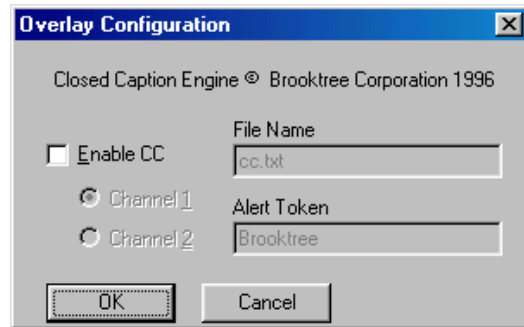 Overlay Configuration
Closed Caption Engine © Brooktree Corporation 1996
Enable CC
Channel 1
Channel 2
File Name
cc.txt
Alert Token
Brooktree
OK
Cancel